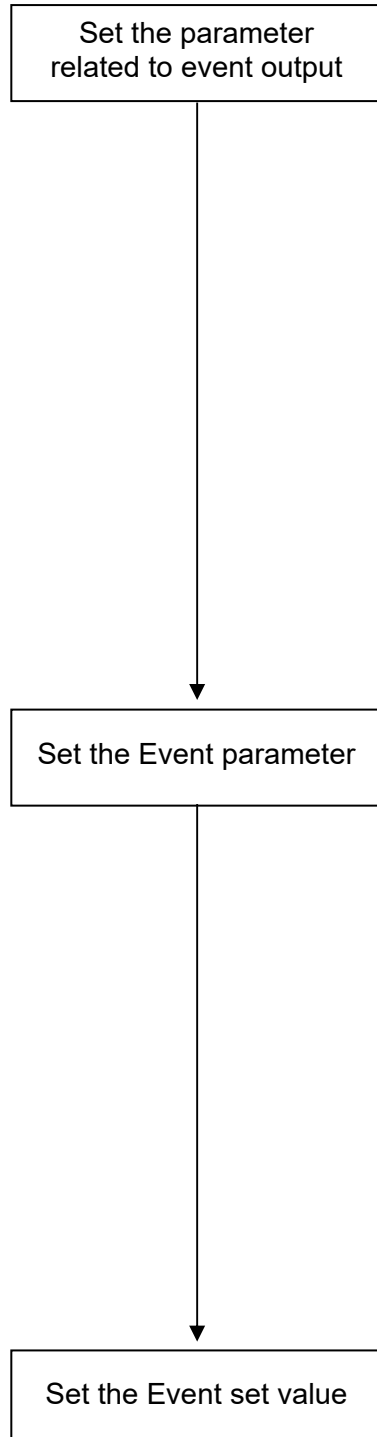 Set the parameter
related to event output
Set the Event parameter
Set the Event set value